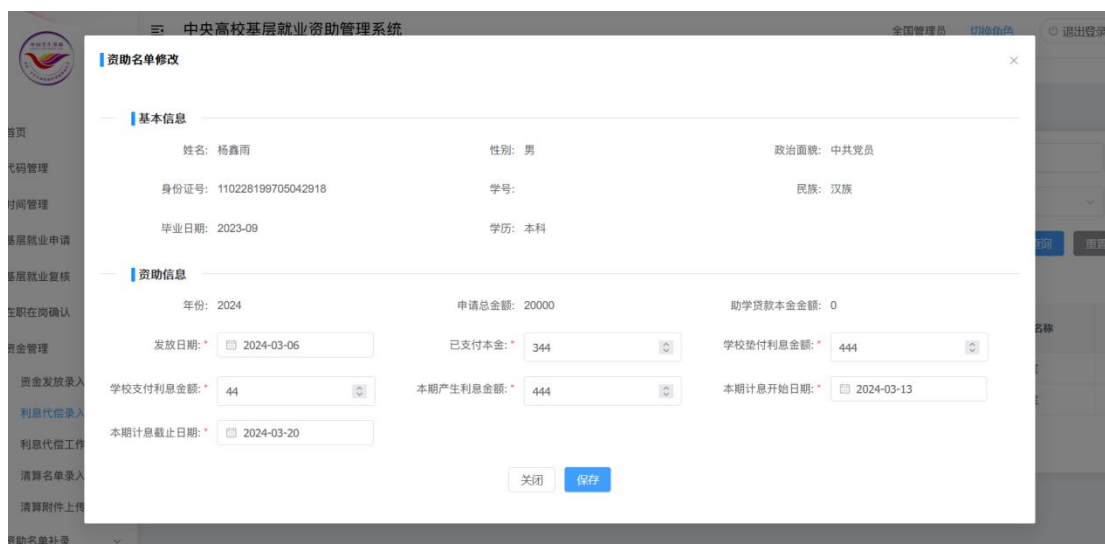 中央高校基层就业资助管理系统
全国管理员 切换角色 退出登录
资助名单修改
基本信息
姓名: 杨鑫雨 性别: 男 政治面貌: 中共党员
身份证号: 110228199705042918 学号: 民族: 汉族
毕业日期: 2023-09 学历: 本科
资助信息
年份: 2024 申请总金额: 20000 助学贷款本金金额: 0
发放日期: * 2024-03-06 已支付本金: * 344 学校垫付利息金额: * 444
学校支付利息金额: * 44 本期产生利息金额: * 444 本期计息开始日期: * 2024-03-13
本期计息截止日期: * 2024-03-20
关闭 保存
首页
代码管理
时间管理
基层就业申请
基层就业复核
在职在岗确认
资金管理
资金发放录入
利息代偿录入
利息代偿工作
清算名单录入
清算附件上传
资助名单补录
查询 重置
名称